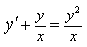 y' + y/x = y²/x